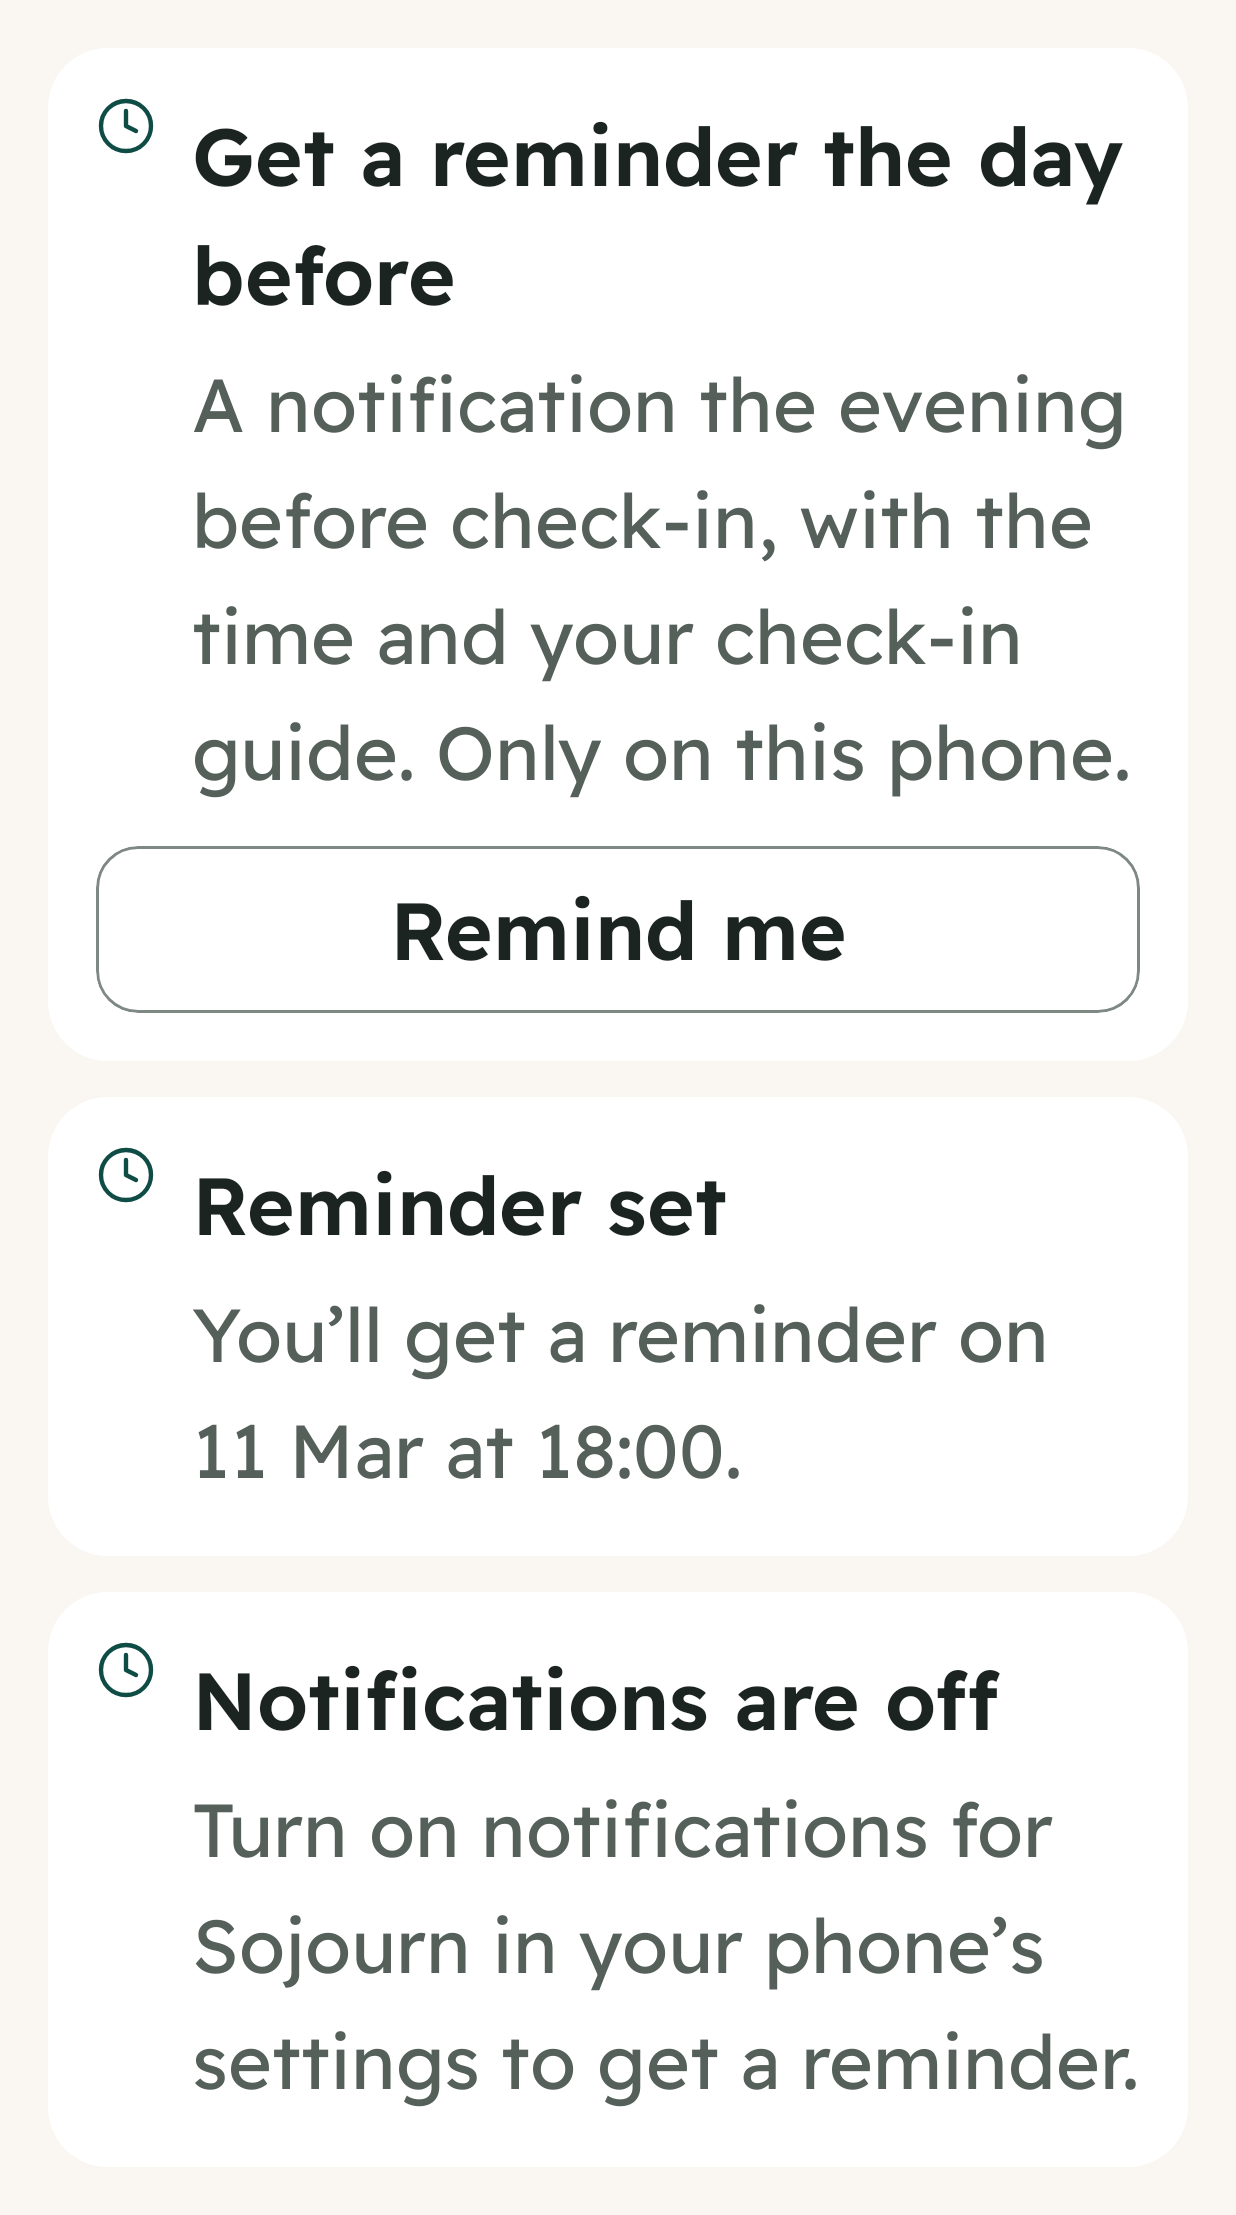 Get a reminder the day
before
A notification the evening
before check-in, with the
time and your check-in
guide. Only on this phone.
Remind me
Reminder set
You’ll get a reminder on
11 Mar at 18:00.
Notifications are off
Turn on notifications for
Sojourn in your phone’s
settings to get a reminder.